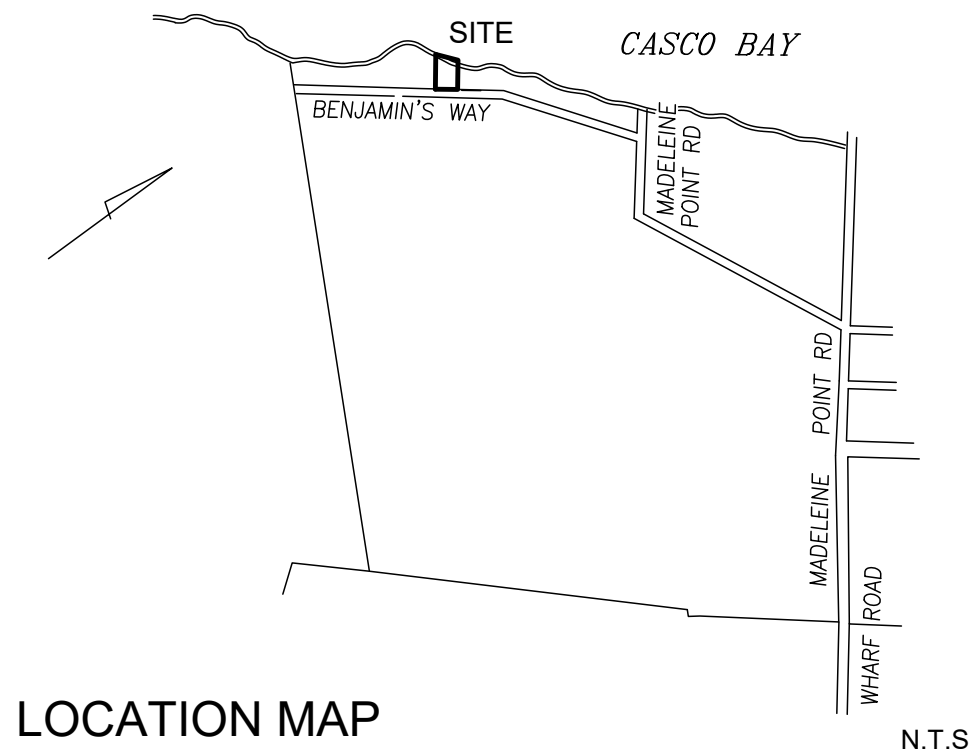 SITE
CASCO BAY
BENJAMIN'S WAY
MADELEINE
POINT RD
MADELEINE POINT RD
WHARF ROAD
LOCATION MAP
N.T.S